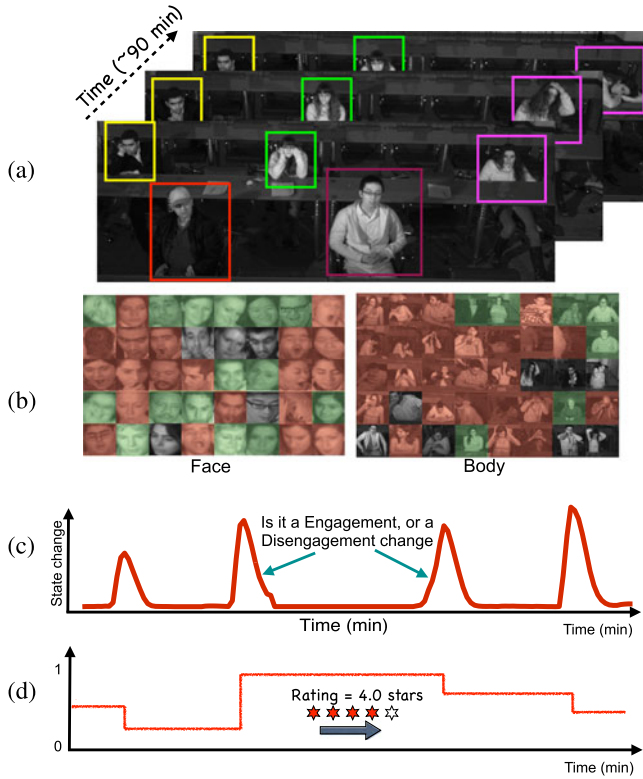 Time (~90 min)
(a)
(b)
Face
Body
(c)
State change
Is it a Engagement, or a
Disengagement change
Time (min)
Time (min)
(d)
1
0
Rating = 4.0 stars
Time (min)